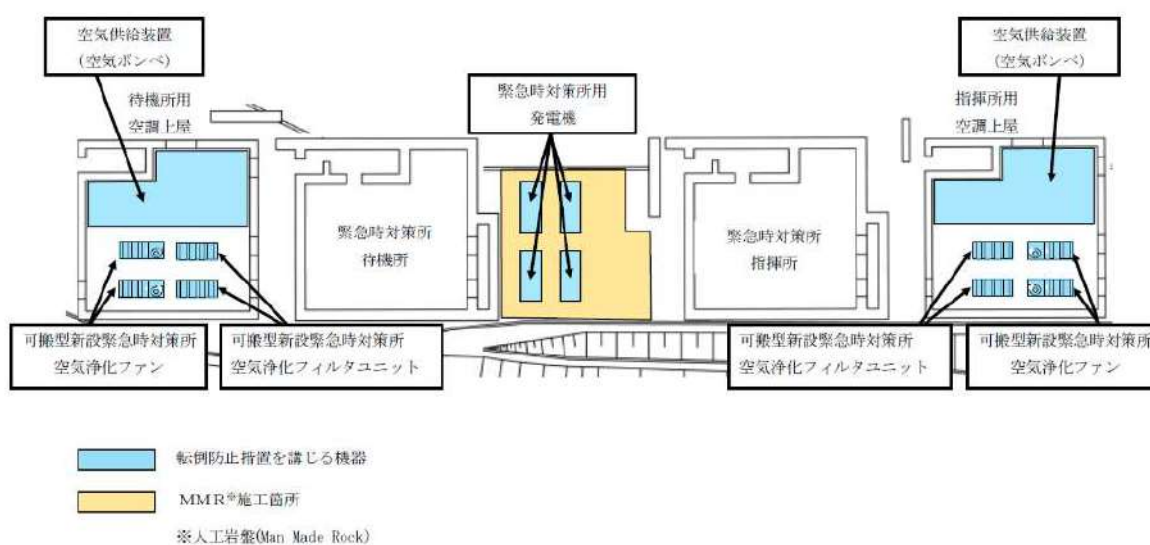 空気供給装置
(空気ボンベ)
空気供給装置
(空気ボンベ)
緊急時対策所用
発電機
待機所用
空調上屋
指揮所用
空調上屋
緊急時対策所
待機所
緊急時対策所
指揮所
可搬型新設緊急時対策所
空気浄化ファン
可搬型新設緊急時対策所
空気浄化フィルタユニット
可搬型新設緊急時対策所
空気浄化フィルタユニット
可搬型新設緊急時対策所
空気浄化ファン
転倒防止措置を講じる機器
MMR※施工箇所
※人工岩盤(Man Made Rock)